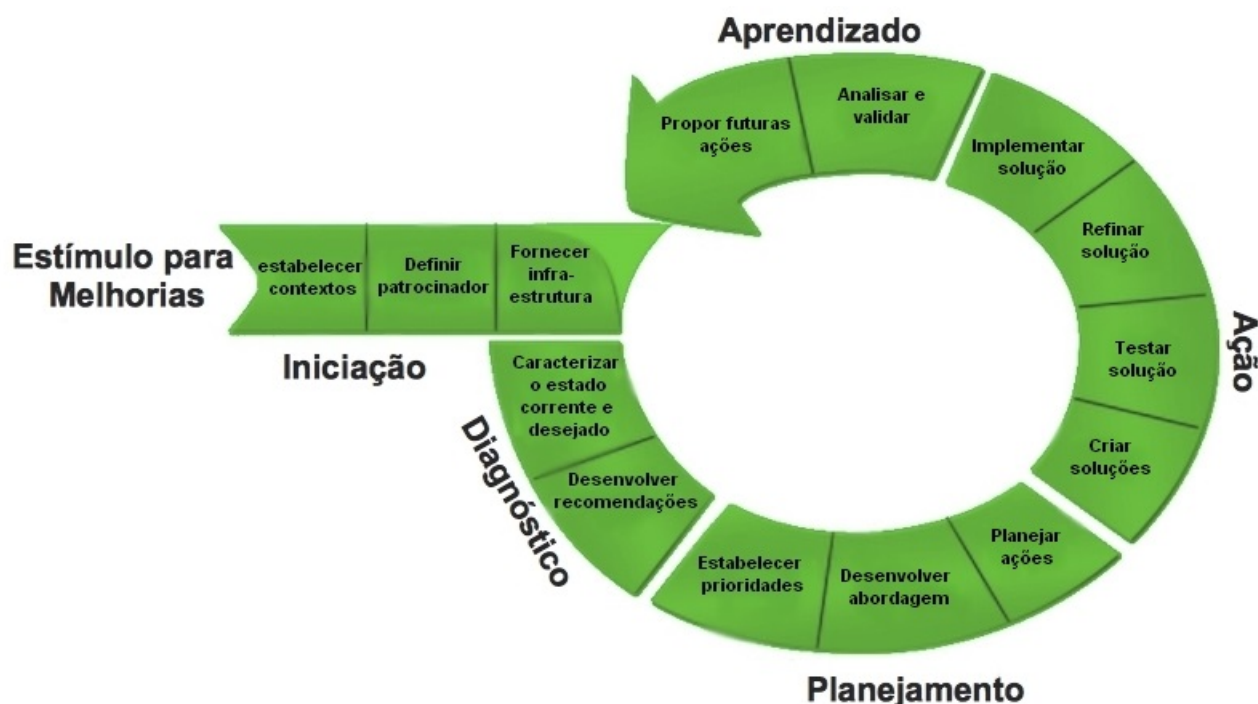 Aprendizado
Propor futuras
ações
Analisar e
validar
Implementar
solução
Refinar
solução
Testar
solução
Criar
soluções
Ação
Estímulo para
Melhorias
estabelecer
contextos
Definir
patrocinador
Fornecer
infra-
estrutura
Iniciação
Caracterizar
o estado
corrente e
desejado
Desenvolver
recomendações
Diagnóstico
Estabelecer
prioridades
Desenvolver
abordagem
Planejar
ações
Planejamento